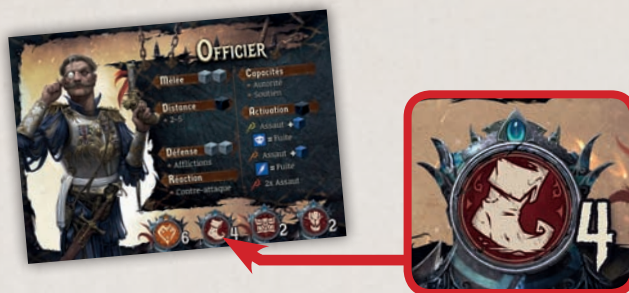 OFFICIER
Mêlée
Distance
- 2-5
Défense
- Afflictions
Réaction
- Contre-attaque
Capacités
- Autorité
- Soutien
Activation
Assaut +
= Fuite
Assaut +
= Fuite
2x Assaut
6
4
2
2
4